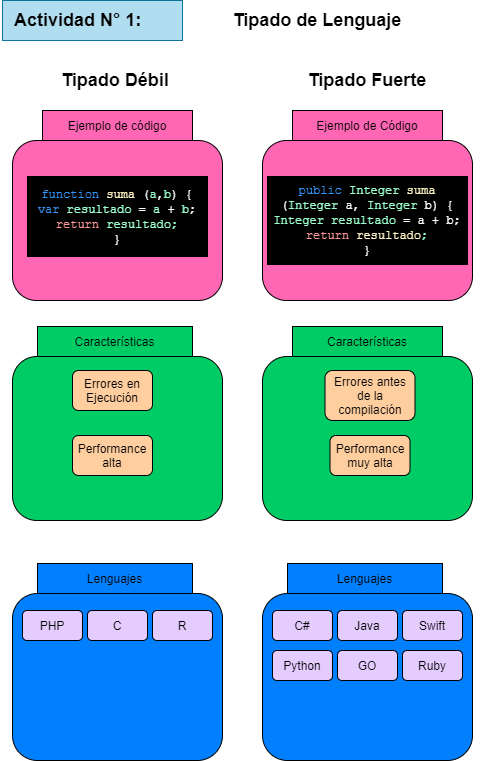 Actividad N° 1:
Tipado de Lenguaje
Tipado Débil
Tipado Fuerte
Ejemplo de código
function suma (a,b) {
var resultado = a + b;
return resultado;
}
Ejemplo de Código
public Integer suma
(Integer a, Integer b) {
Integer resultado = a + b;
return resultado;
}
Características
Errores en
Ejecución
Performance
alta
Características
Errores antes
de la
compilación
Performance
muy alta
Lenguajes
PHP
C
R
Lenguajes
C#
Java
Swift
Python
GO
Ruby